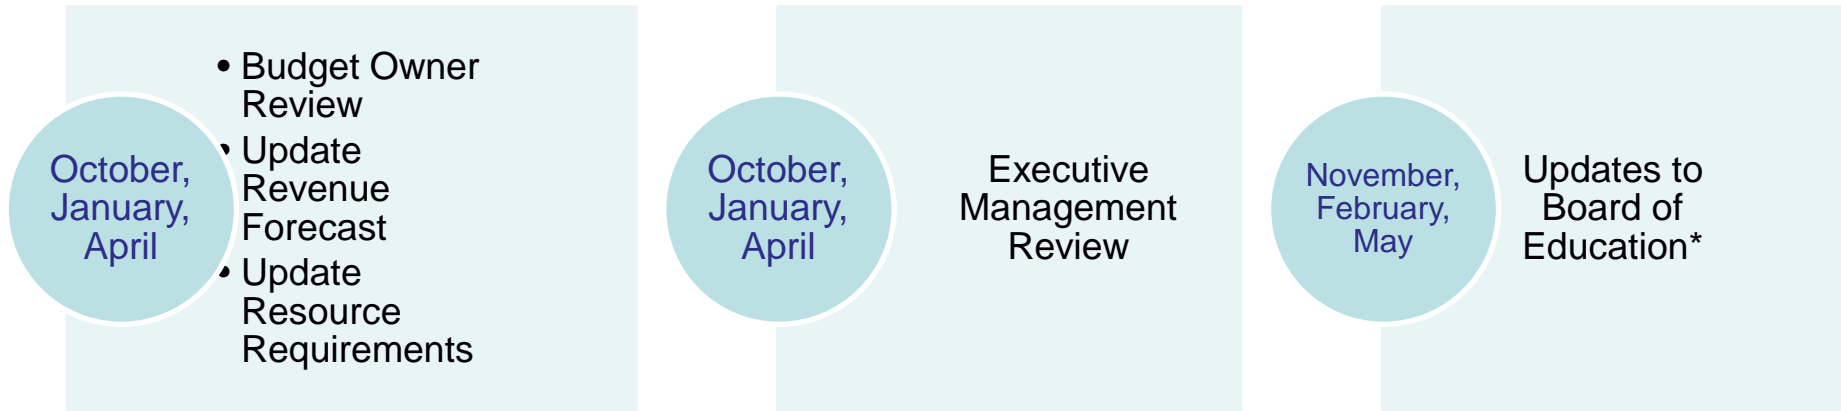 October,
January,
April
• Budget Owner
Review
• Update
Revenue
Forecast
• Update
Resource
Requirements
October,
January,
April
Executive
Management
Review
November,
February,
May
Updates to
Board of
Education*